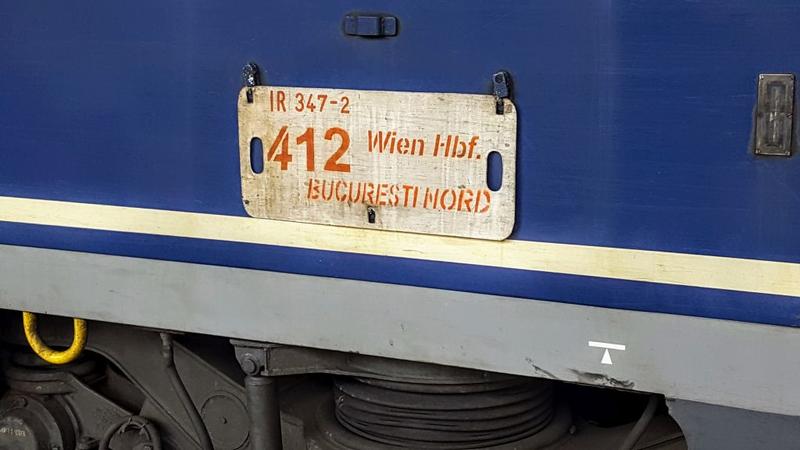 IR 347-2
412 Wien Hbf.
BUCURESTI NORD